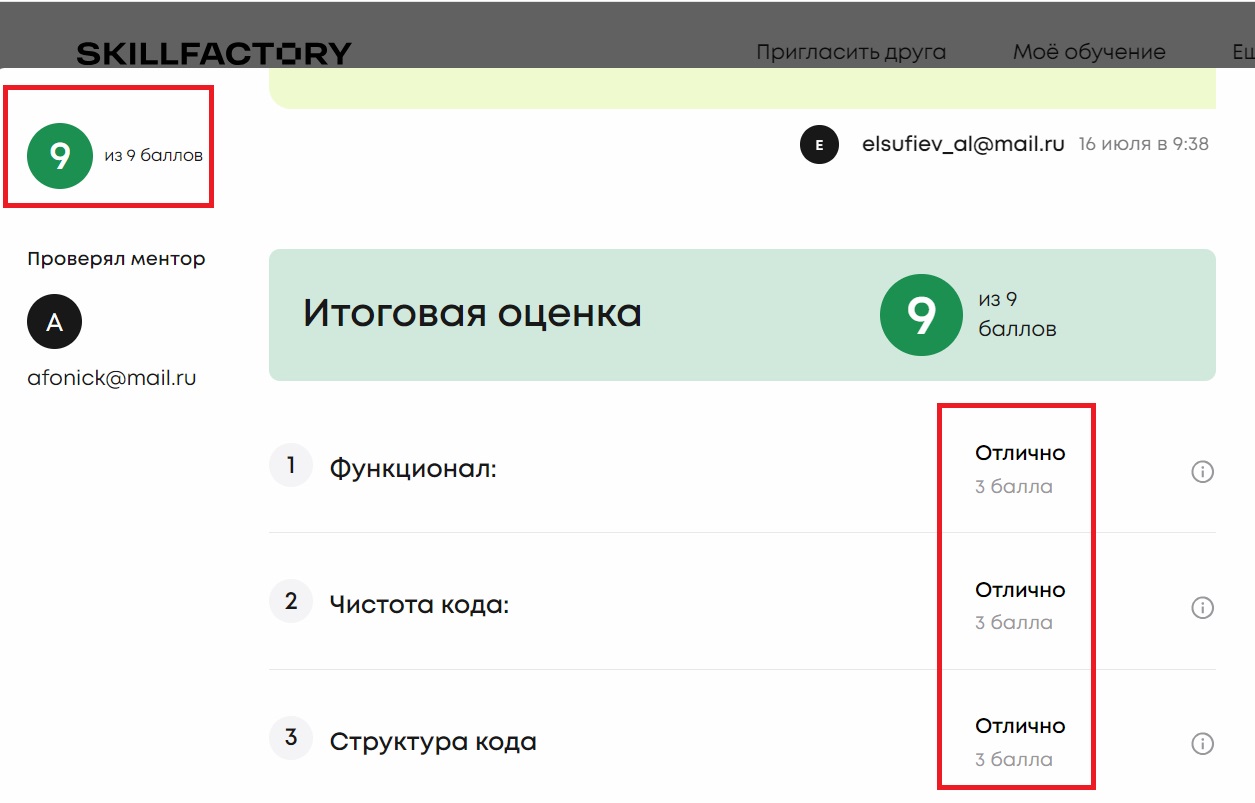 SKILLFACTORY
Пригласить друга
Моё обучение
9
из 9 баллов
E
elsufiev_al@mail.ru
16 июля в 9:38
Проверял ментор
A
afonick@mail.ru
Итоговая оценка
9
из 9
баллов
1
Функционал:
Отлично
3 балла
2
Чистота кода:
Отлично
3 балла
3
Структура кода
Отлично
3 балла